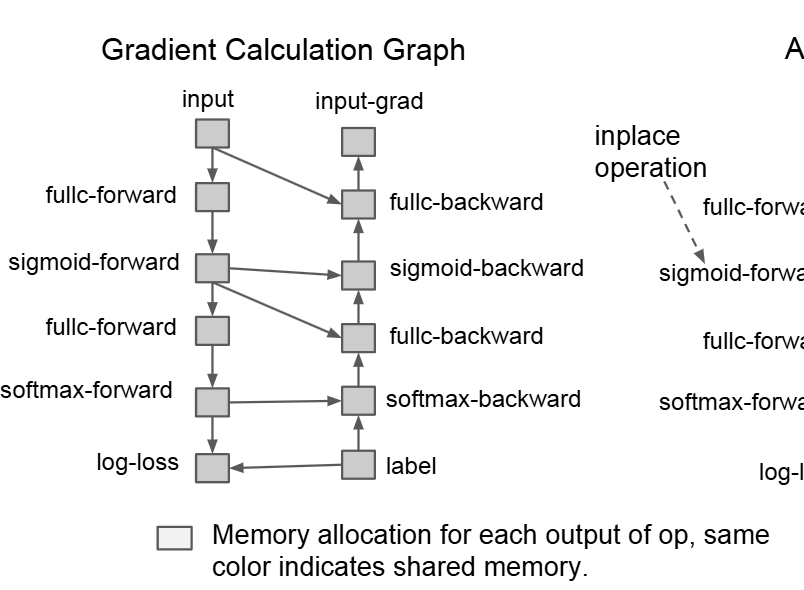 Gradient Calculation Graph
A
input
input-grad
inplace
operation
fullc-forward
fullc-backward
fullc-forwa
sigmoid-forward
sigmoid-backward
sigmoid-forwa
fullc-forward
fullc-backward
fullc-forwa
softmax-forward
softmax-backward
softmax-forwa
log-loss
label
log-l
Memory allocation for each output of op, same
color indicates shared memory.